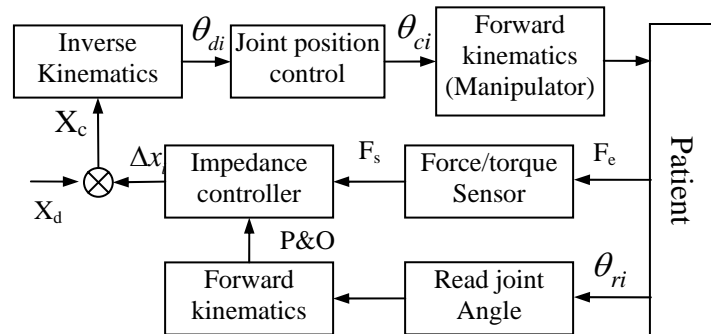 Inverse
Kinematics
θdi
Joint position
control
θci
Forward
kinematics
(Manipulator)
Patient
Xc
Xd
Δxi
Impedance
controller
Fs
Force/torque
Sensor
Fe
P&O
Forward
kinematics
Read joint
Angle
θri